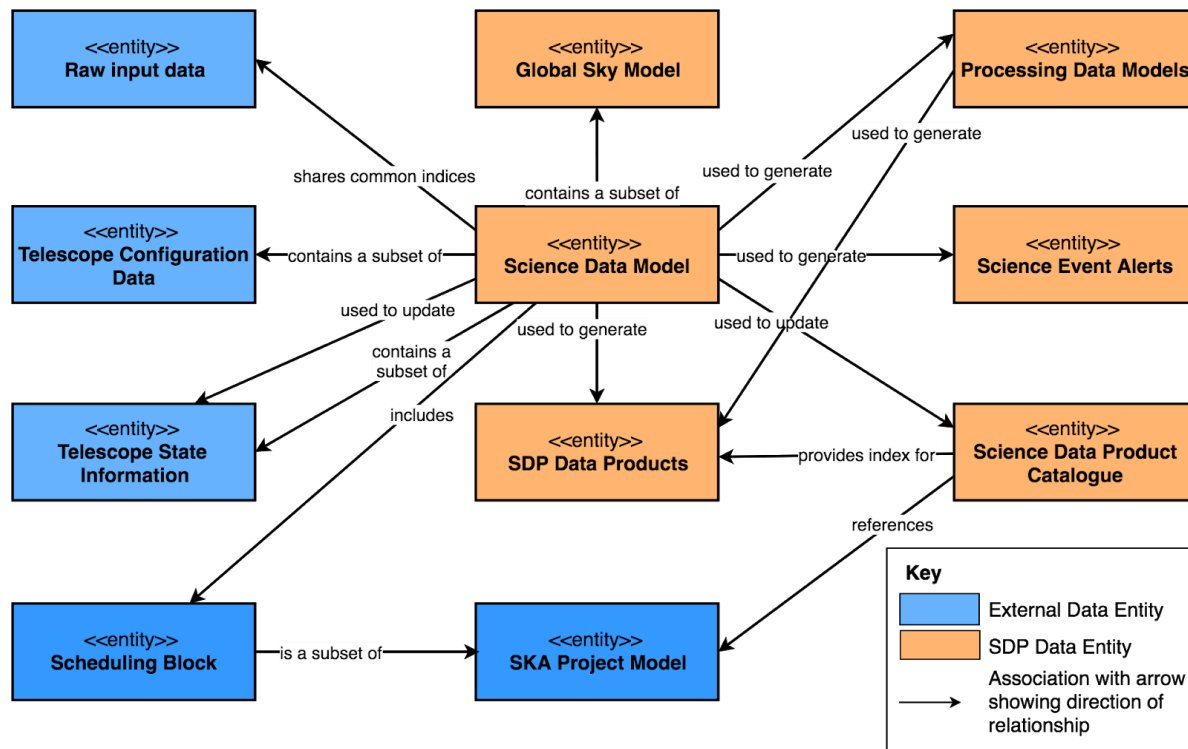 <<entity>>
Raw input data
<<entity>>
Global Sky Model
<<entity>>
Processing Data Models
used to generate
shares common indices
used to generate
contains a subset of
<<entity>>
Telescope Configuration
Data
contains a subset of
<<entity>>
Science Data Model
used to generate
<<entity>>
Science Event Alerts
used to update
used to generate
used to update
contains a
subset of
includes
<<entity>>
Telescope State
Information
<<entity>>
SDP Data Products
provides index for
<<entity>>
Science Data Product
Catalogue
references
<<entity>>
Scheduling Block
is a subset of
<<entity>>
SKA Project Model
Key
External Data Entity
SDP Data Entity
Association with arrow
showing direction of
relationship